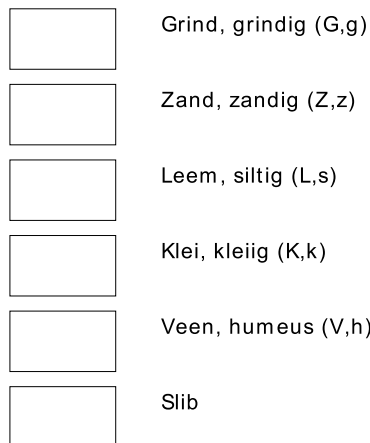 Grind, grindig (G,g)
Zand, zandig (Z,z)
Leem, siltig (L,s)
Klei, kleiig (K,k)
Veen, humeus (V,h)
Slib